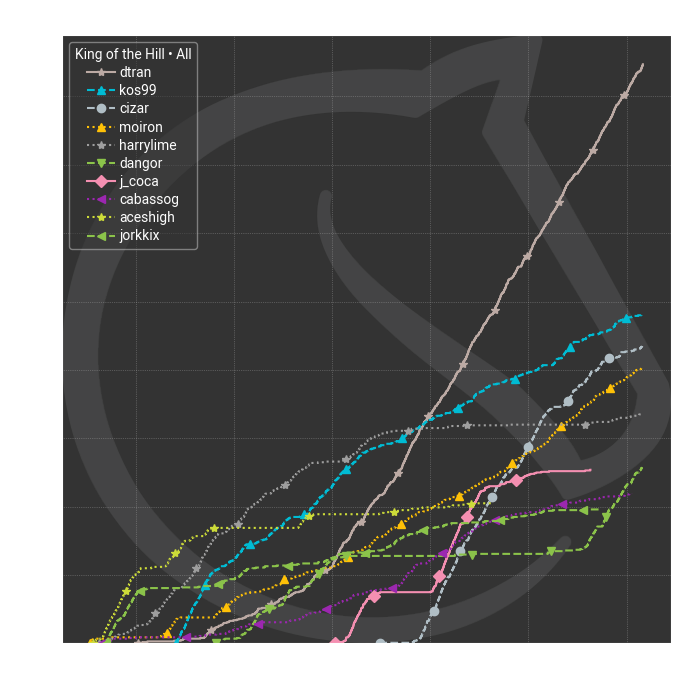 King of the Hill • All
dtran
kos99
cizar
moiron
harrylime
dangor
j_coca
cabassog
aceshigh
jorkkix